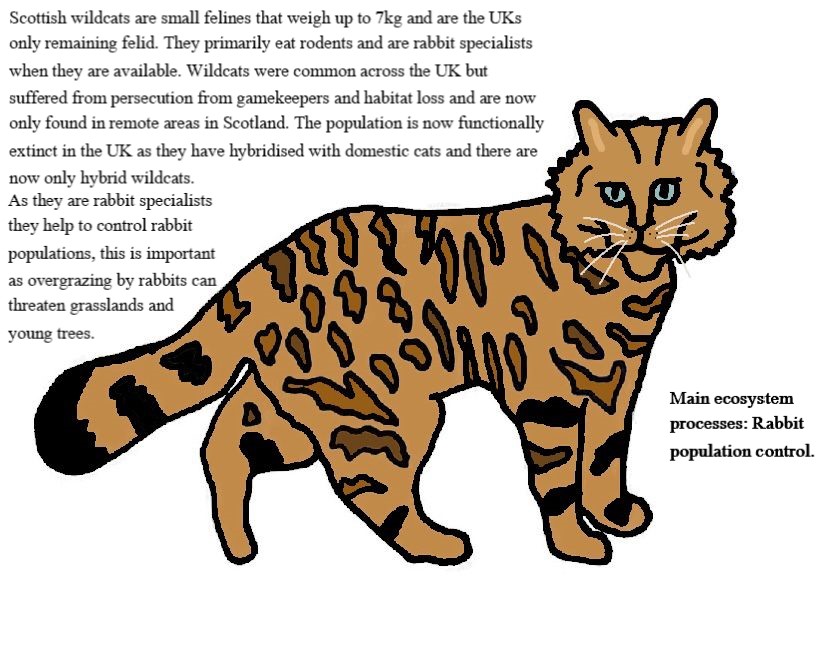 Scottish wildcats are small felines that weigh up to 7kg and are the UKs
only remaining felid. They primarily eat rodents and are rabbit specialists
when they are available. Wildcats were common across the UK but
suffered from persecution from gamekeepers and habitat loss and are now
only found in remote areas in Scotland. The population is now functionally
extinct in the UK as they have hybridised with domestic cats and there are
now only hybrid wildcats.
As they are rabbit specialists
they help to control rabbit
populations, this is important
as overgrazing by rabbits can
threaten grasslands and
young trees.
Main ecosystem
processes: Rabbit
population control.